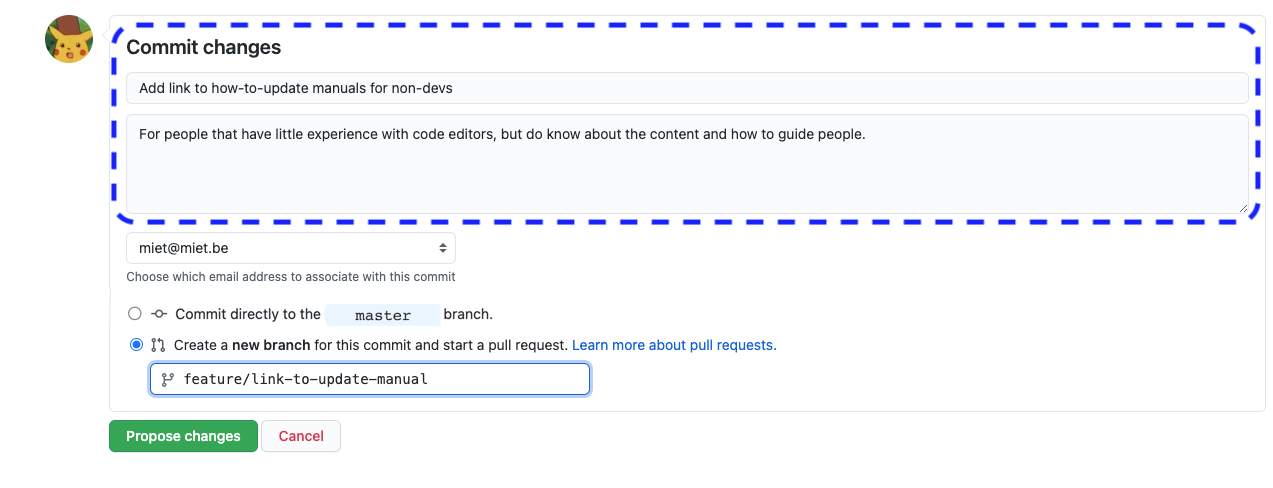 Commit changes
Add link to how-to-update manuals for non-devs
For people that have little experience with code editors, but do know about the content and how to guide people.
miet@miet.be
Choose which email address to associate with this commit
Commit directly to the master branch.
Create a new branch for this commit and start a pull request. Learn more about pull requests.
feature/link-to-update-manual
Propose changes Cancel